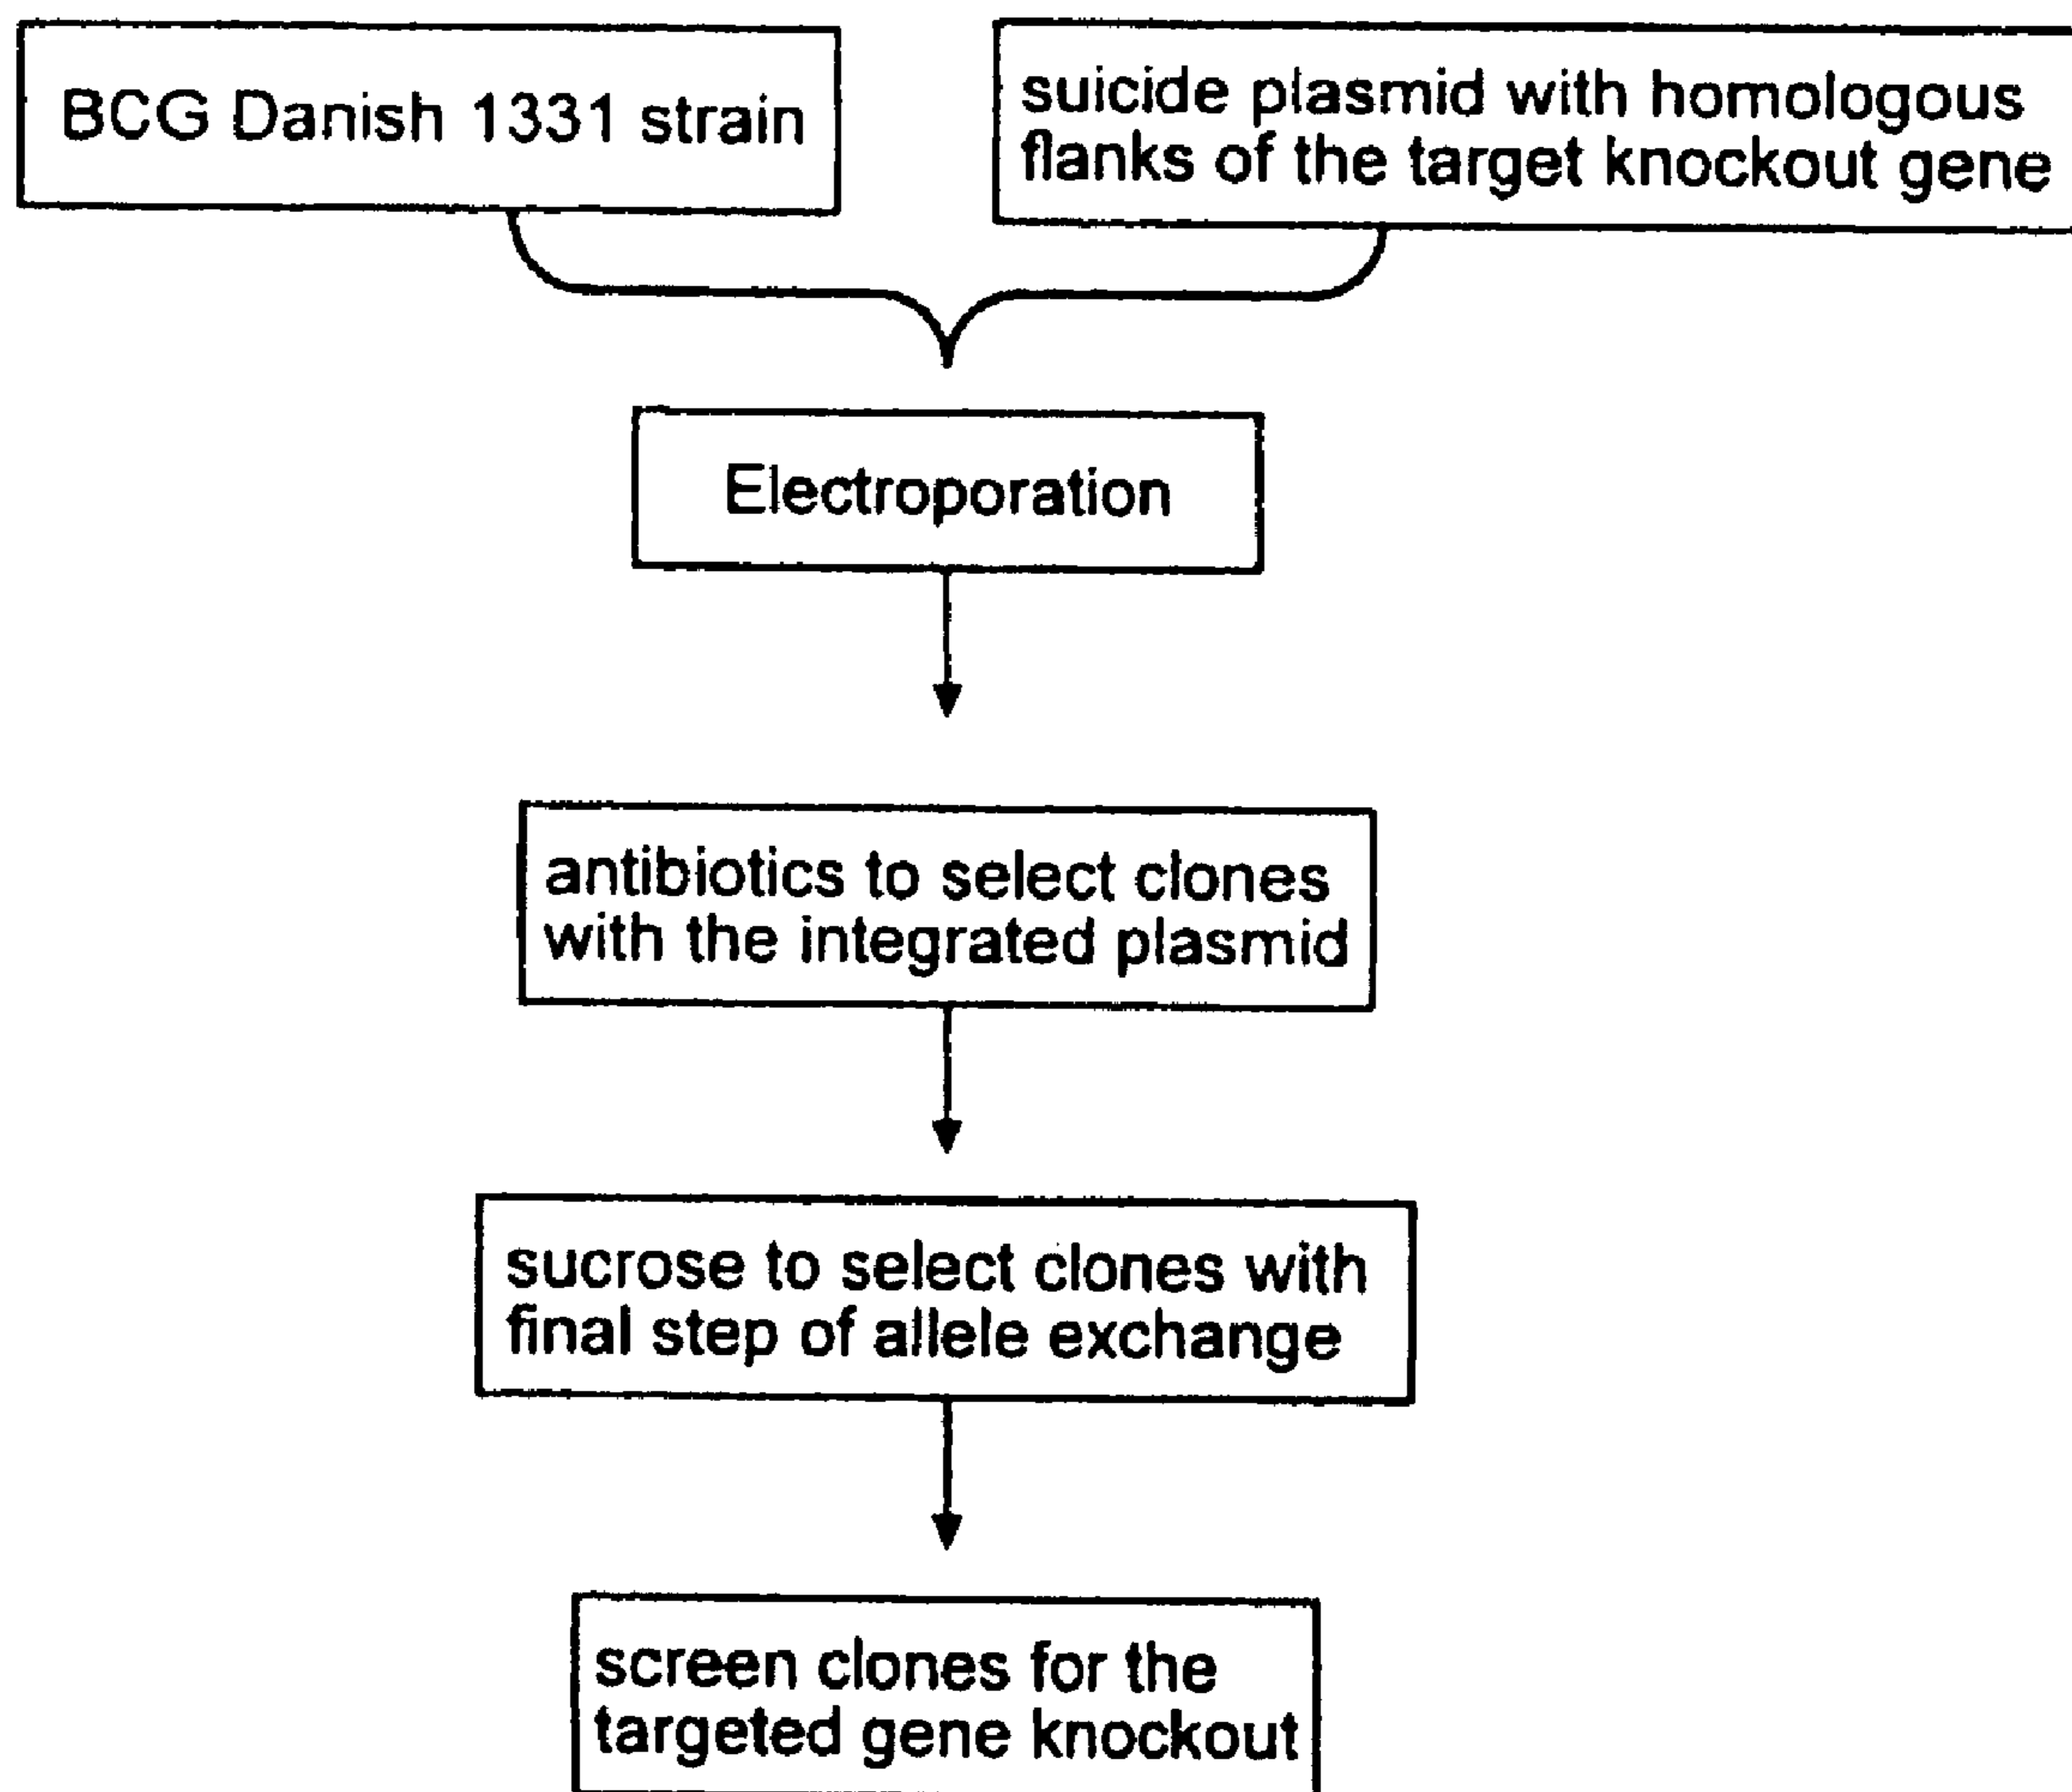 BCG Danish 1331 strain
suicide plasmid with homologous
flanks of the target knockout gene
Electroporation
antibiotics to select clones
with the integrated plasmid
sucrose to select clones with
final step of allele exchange
screen clones for the
targeted gene knockout